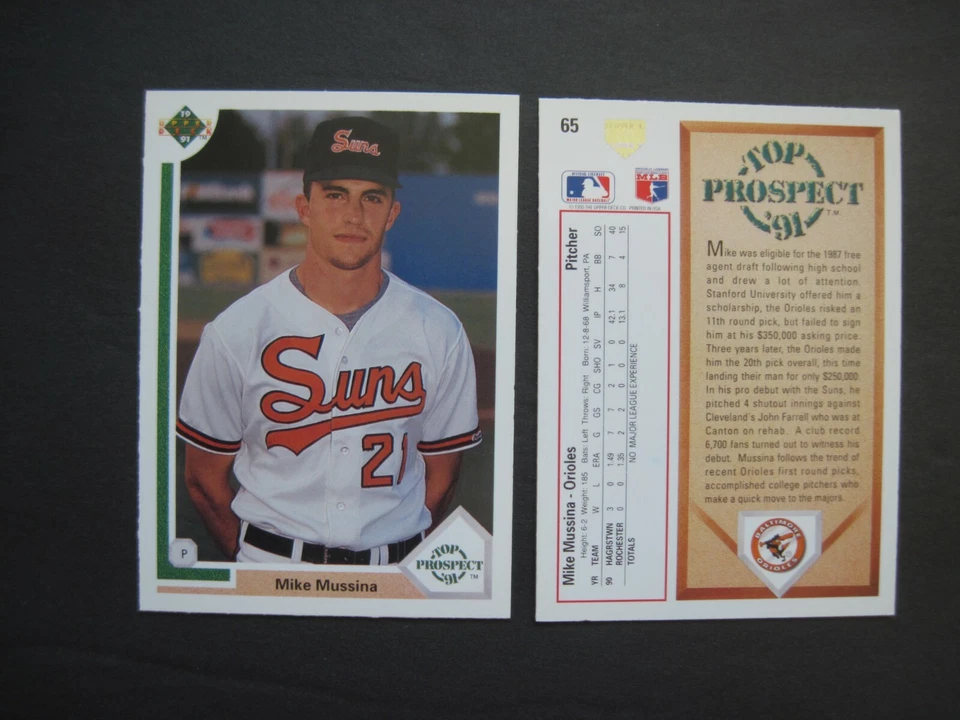 19
91
TM
Suns
Suns
21
P
TOP
PROSPECT
'91 TM
Mike Mussina
65
MLB
Mike Mussina - Orioles Pitcher
Height: 6-2 Weight: 185 Bats: Left Throws: Right Born: 12-8-68 Williamsport, PA
YR TEAM W L ERA G GS CG SHO SV IP H BB SO
90 HAGRSTWN 3 0 1.49 7 7 2 1 0 42.1 34 7 40
ROCHESTER 0 0 1.35 2 2 0 0 0 13.1 8 4 15
TOTALS NO MAJOR LEAGUE EXPERIENCE
TOP
PROSPECT
'91 T.M.
Mike was eligible for the 1987 free
agent draft following high school
and drew a lot of attention.
Stanford University offered him a
scholarship, the Orioles risked an
11th round pick, but failed to sign
him at his $350,000 asking price.
Three years later, the Orioles made
him the 20th pick overall, this time
landing their man for only $250,000.
In his pro debut with the Suns, he
pitched 4 shutout innings against
Cleveland's John Farrell who was at
Canton on rehab. A club record
6,700 fans turned out to witness his
debut. Mussina follows the trend of
recent Orioles first round picks,
accomplished college pitchers who
make a quick move to the majors.
BALTIMORE
ORIOLES